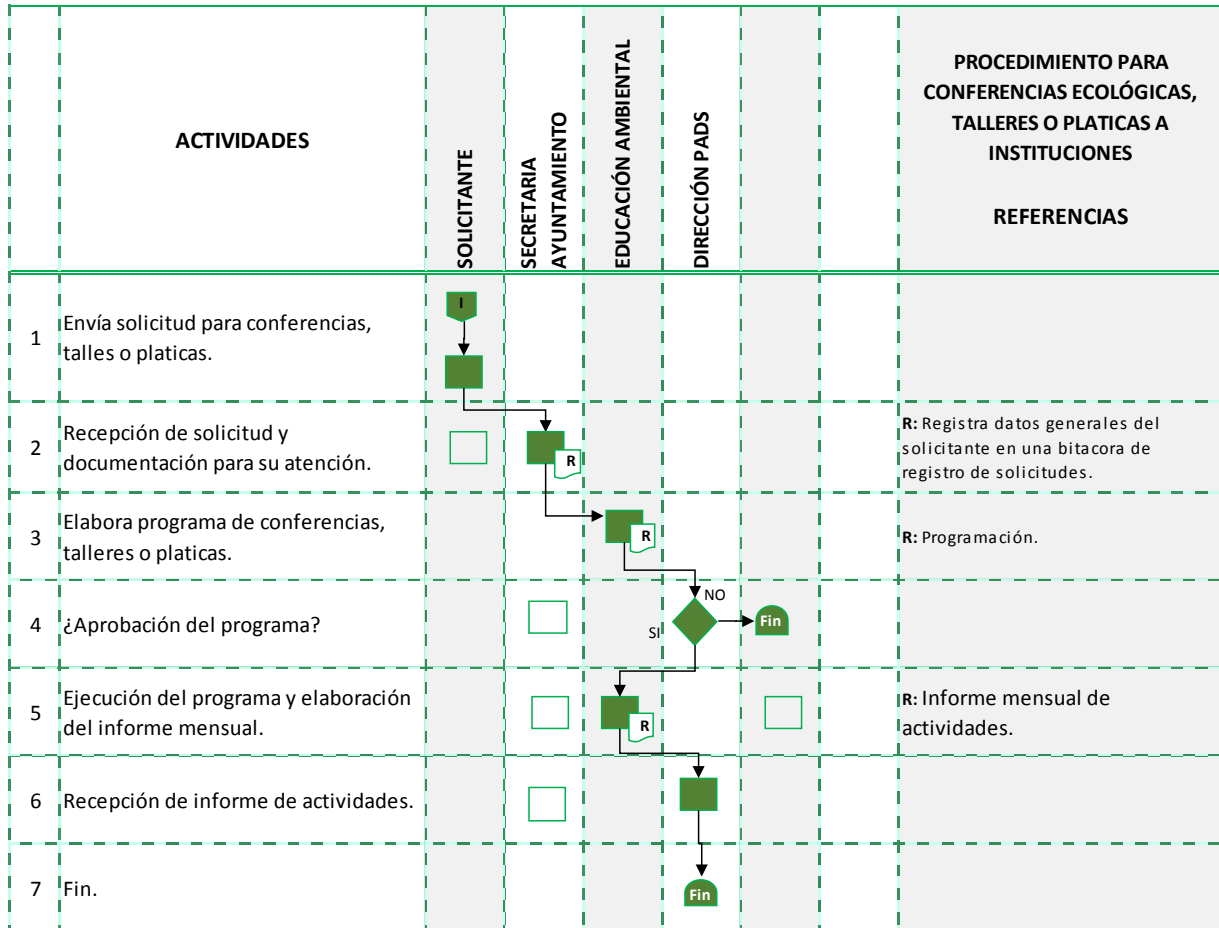 ACTIVIDADES
SOLICITANTE
SECRETARIA
AYUNTAMIENTO
EDUCACIÓN AMBIENTAL
DIRECCIÓN PADS
PROCEDIMIENTO PARA
CONFERENCIAS ECOLÓGICAS,
TALLERES O PLATICAS A
INSTITUCIONES
REFERENCIAS
I
1
Envía solicitud para conferencias,
talles o platicas.
2
Recepción de solicitud y
documentación para su atención.
R
R: Registra datos generales del
solicitante en una bitacora de
registro de solicitudes.
3
Elabora programa de conferencias,
talleres o platicas.
R
R: Programación.
4
¿Aprobación del programa?
SI
NO
Fin
5
Ejecución del programa y elaboración
del informe mensual.
R
R: Informe mensual de
actividades.
6
Recepción de informe de actividades.
7
Fin.
Fin